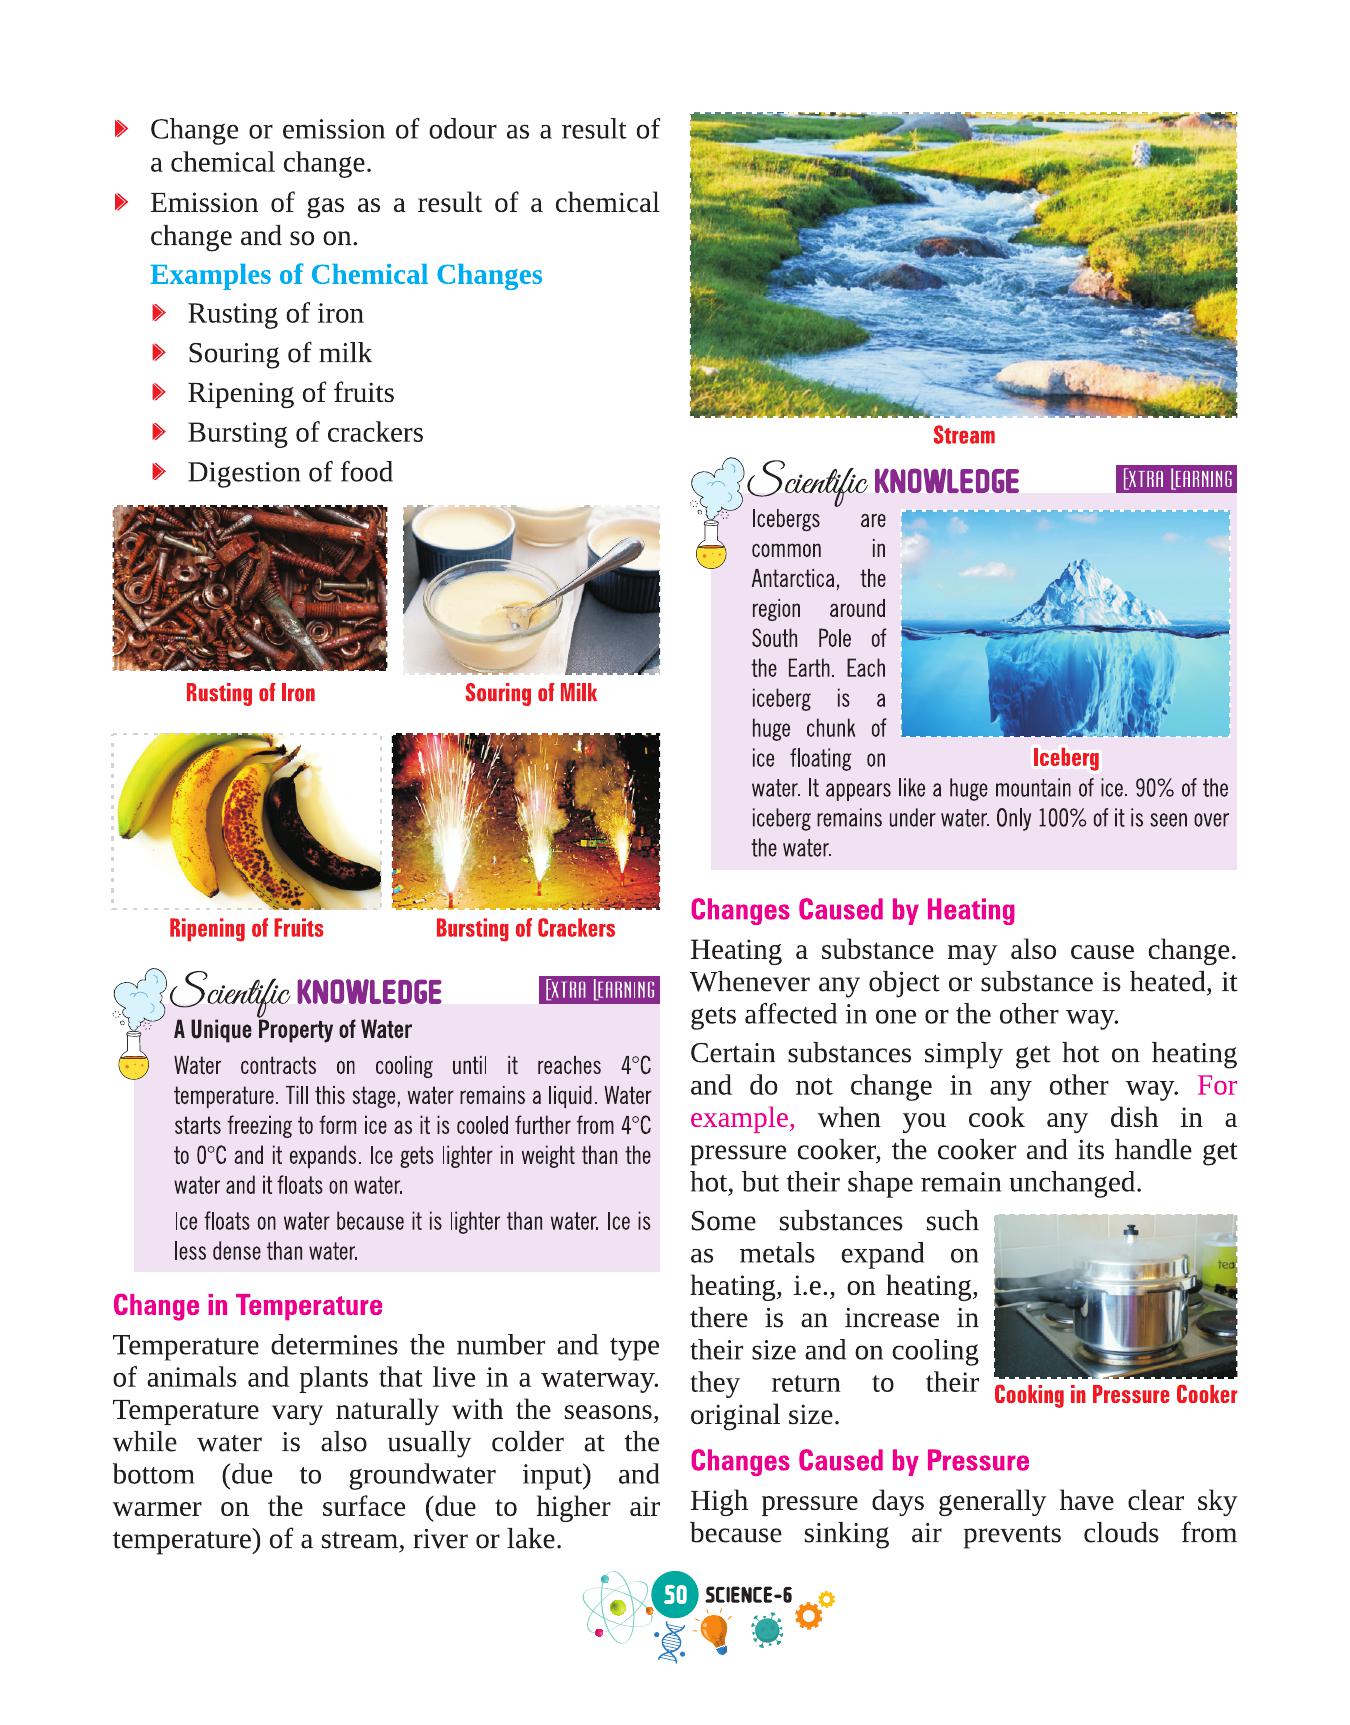 Change or emission of odour as a result of
a chemical change.
Emission of gas as a result of a chemical
change and so on.
Examples of Chemical Changes
Rusting of iron
Souring of milk
Ripening of fruits
Bursting of crackers
Digestion of food
Rusting of Iron
Souring of Milk
Ripening of Fruits
Bursting of Crackers
Scientific KNOWLEDGE
EXTRA LEARNING
A Unique Property of Water
Water contracts on cooling until it reaches 4°C
temperature. Till this stage, water remains a liquid. Water
starts freezing to form ice as it is cooled further from 4°C
to 0°C and it expands. Ice gets lighter in weight than the
water and it floats on water.
Ice floats on water because it is lighter than water. Ice is
less dense than water.
Change in Temperature
Temperature determines the number and type
of animals and plants that live in a waterway.
Temperature vary naturally with the seasons,
while water is also usually colder at the
bottom (due to groundwater input) and
warmer on the surface (due to higher air
temperature) of a stream, river or lake.
Stream
Scientific KNOWLEDGE
EXTRA LEARNING
Icebergs are
common in
Antarctica, the
region around
South Pole of
the Earth. Each
iceberg is a
huge chunk of
ice floating on
Iceberg
water. It appears like a huge mountain of ice. 90% of the
iceberg remains under water. Only 100% of it is seen over
the water.
Changes Caused by Heating
Heating a substance may also cause change.
Whenever any object or substance is heated, it
gets affected in one or the other way.
Certain substances simply get hot on heating
and do not change in any other way. For
example, when you cook any dish in a
pressure cooker, the cooker and its handle get
hot, but their shape remain unchanged.
Some substances such
as metals expand on
heating, i.e., on heating,
there is an increase in
their size and on cooling
they return to their
original size.
tea
Cooking in Pressure Cooker
Changes Caused by Pressure
High pressure days generally have clear sky
because sinking air prevents clouds from
50 SCIENCE-6